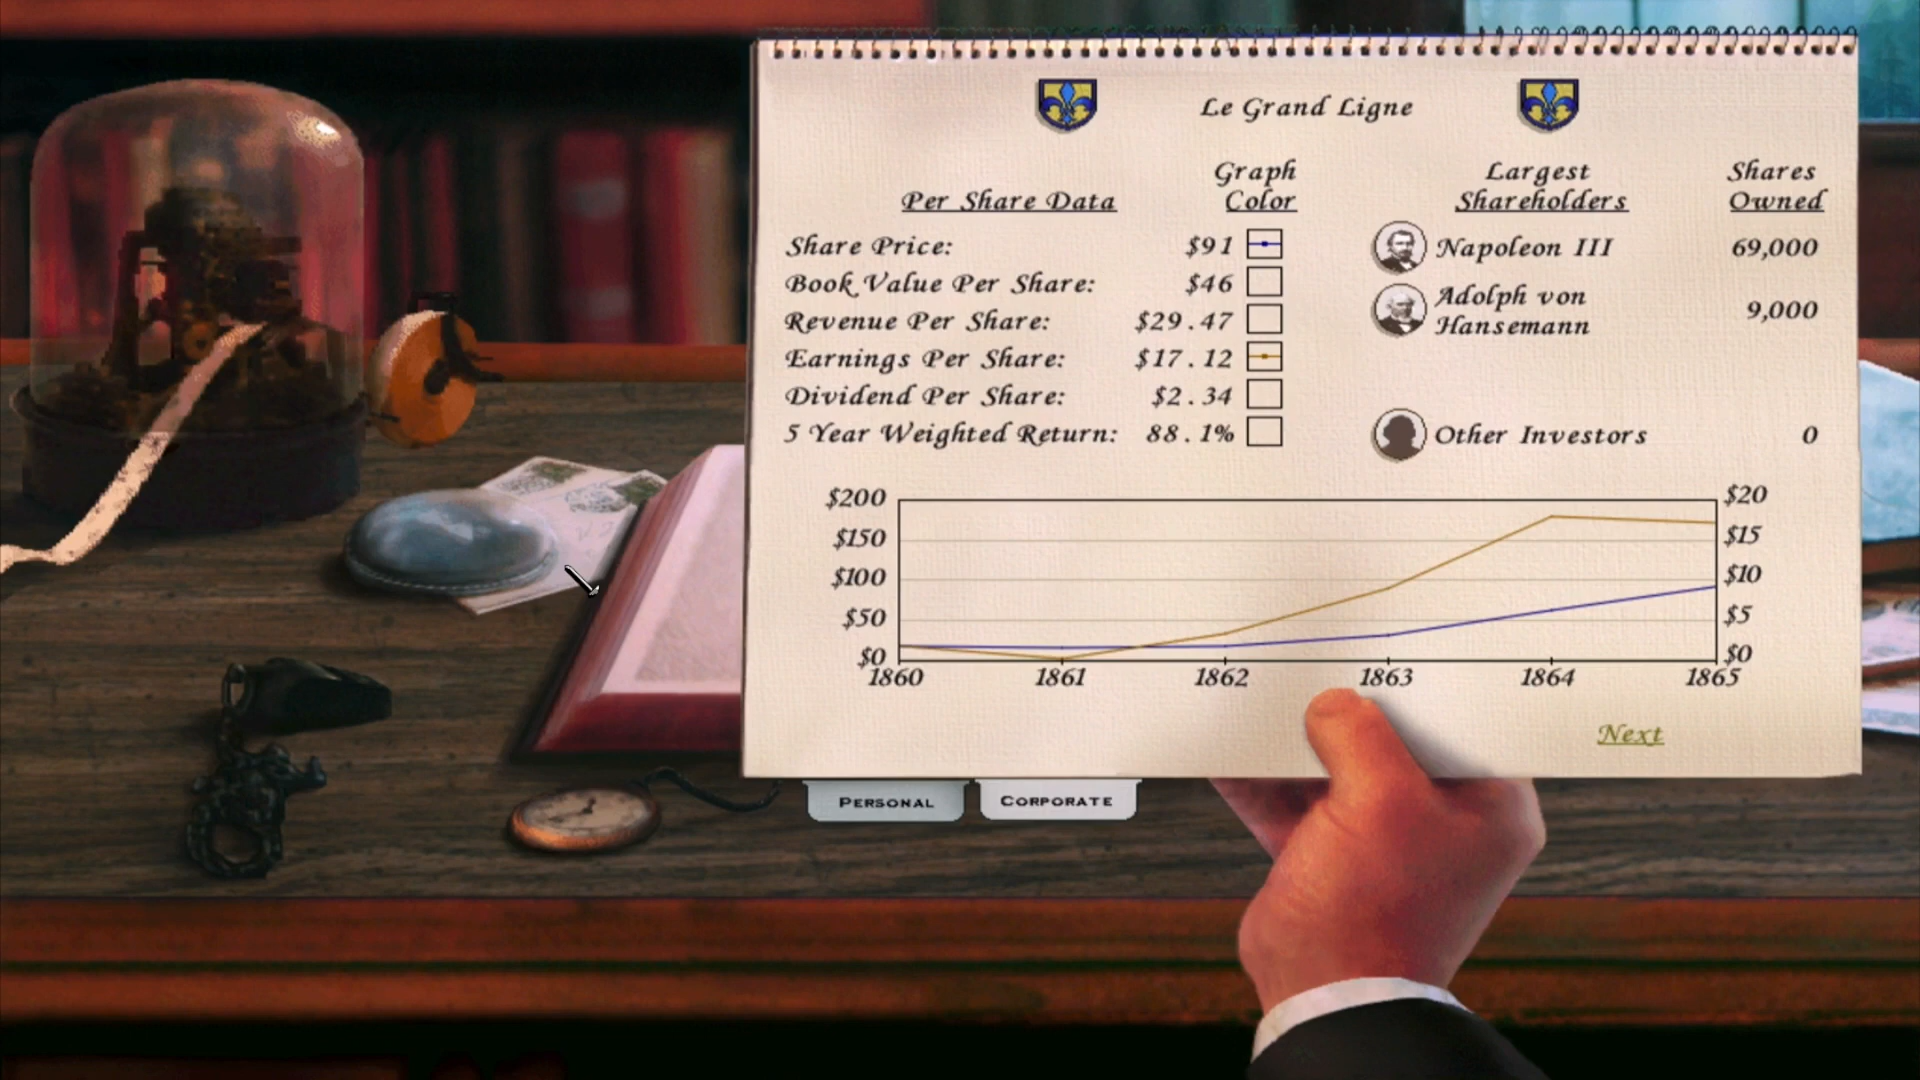 Le Grand Ligne
Per Share Data
Graph
Color
Share Price: $91
Book Value Per Share: $46
Revenue Per Share: $29.47
Earnings Per Share: $17.12
Dividend Per Share: $2.34
5 Year Weighted Return: 88.1%
Largest
Shareholders
Shares
Owned
Napoleon III 69,000
Adolph von
Hansemann 9,000
Other Investors 0
$200 $20
$150 $15
$100 $10
$50 $5
$0 $0
1860 1861 1862 1863 1864 1865
Next
PERSONAL CORPORATE